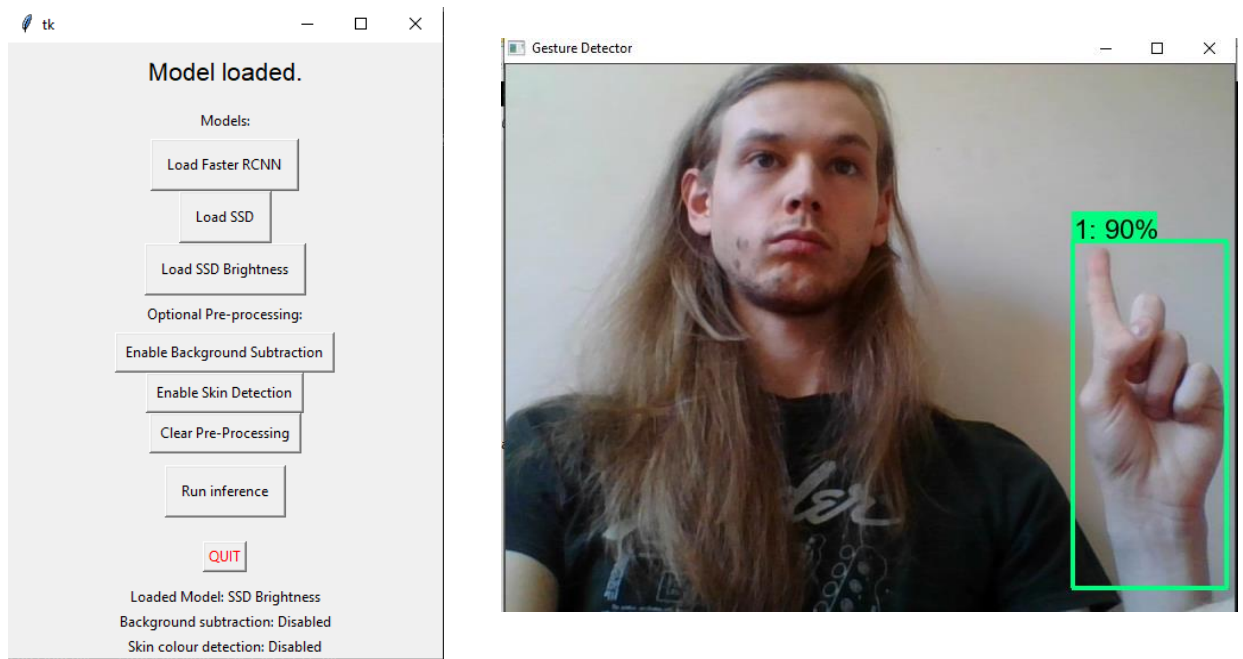 tk
Model loaded.
Models:
Load Faster RCNN
Load SSD
Load SSD Brightness
Optional Pre-processing:
Enable Background Subtraction
Enable Skin Detection
Clear Pre-Processing
Run inference
QUIT
Loaded Model: SSD Brightness
Background subtraction: Disabled
Skin colour detection: Disabled
Gesture Detector
1: 90%